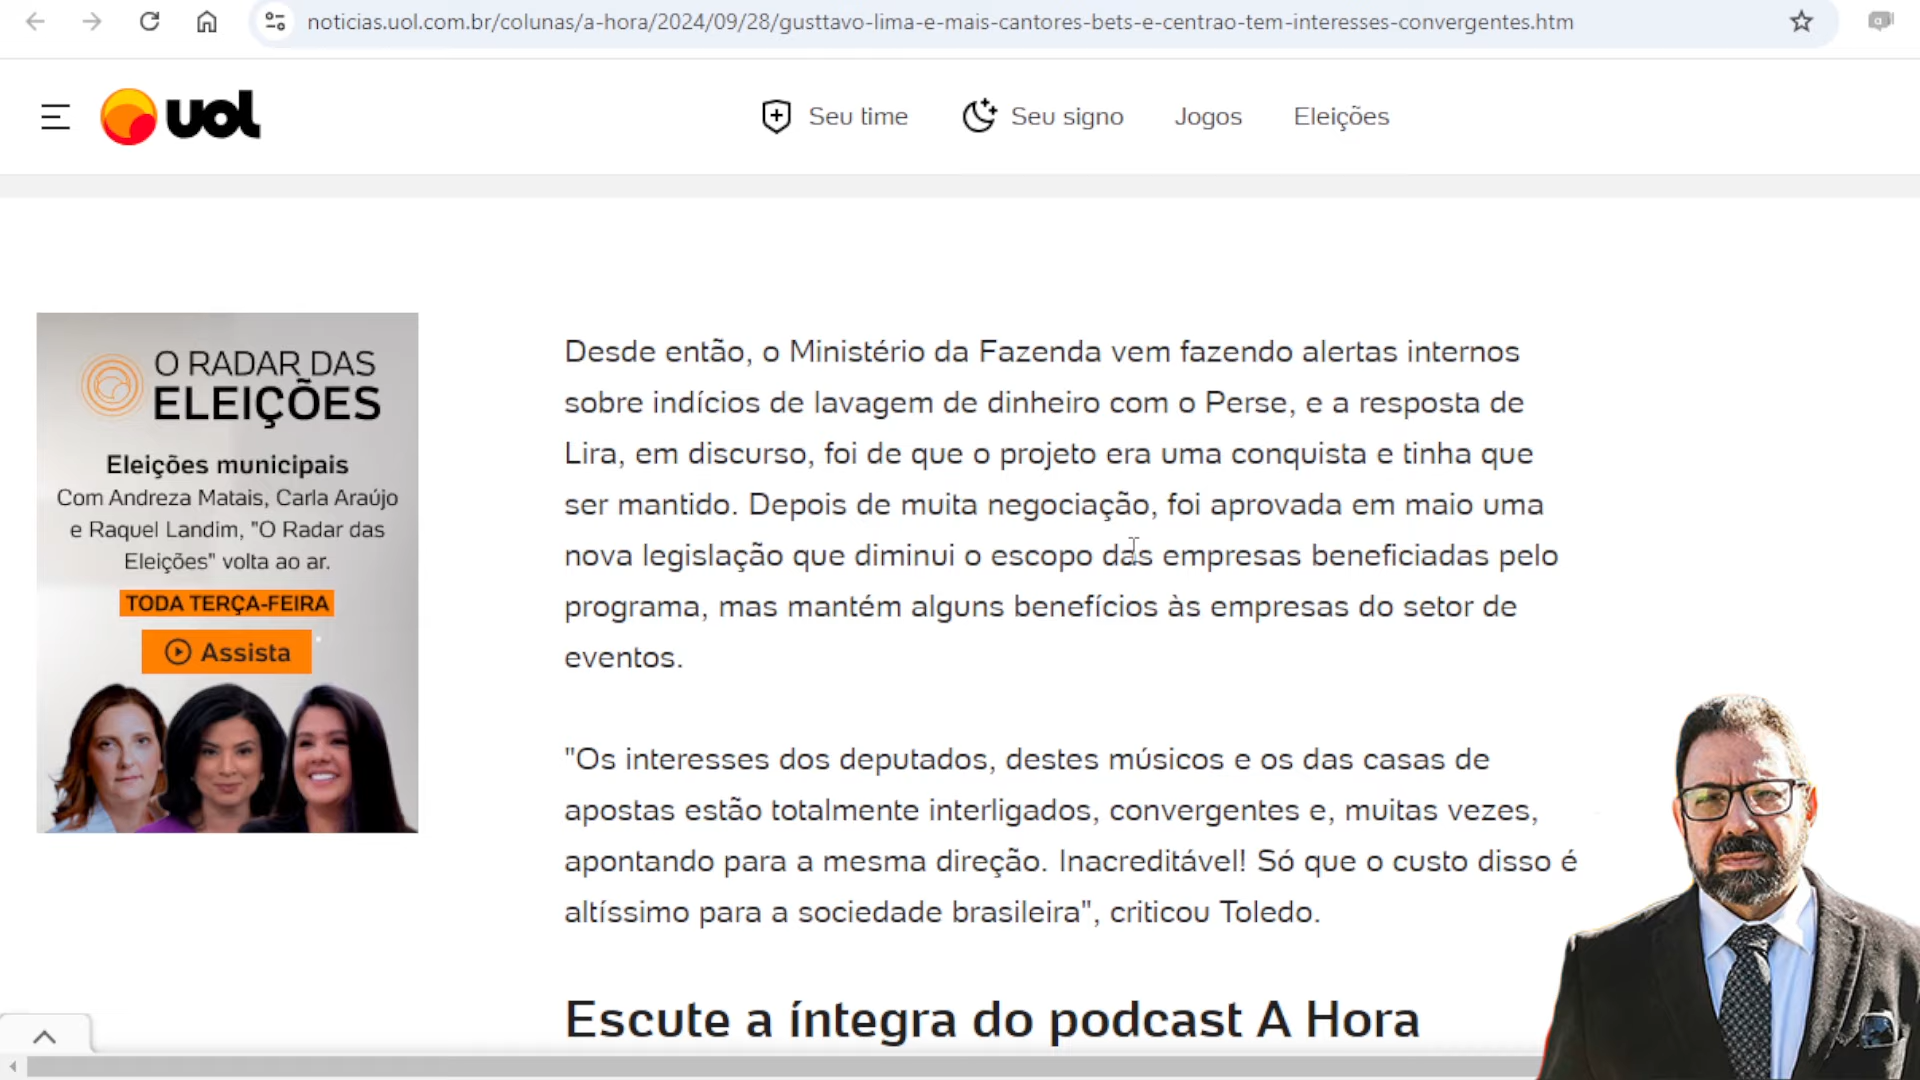 noticias.uol.com.br/colunas/a-hora/2024/09/28/gusttavo-lima-e-mais-cantores-bets-e-centrao-tem-interesses-convergentes.htm
uol
Seu time
Seu signo
Jogos
Eleições
O RADAR DAS
ELEIÇÕES
Eleições municipais
Com Andreza Matais, Carla Araújo
e Raquel Landim, "O Radar das
Eleições" volta ao ar.
TODA TERÇA-FEIRA
Assista
Desde então, o Ministério da Fazenda vem fazendo alertas internos
sobre indícios de lavagem de dinheiro com o Perse, e a resposta de
Lira, em discurso, foi de que o projeto era uma conquista e tinha que
ser mantido. Depois de muita negociação, foi aprovada em maio uma
nova legislação que diminui o escopo das empresas beneficiadas pelo
programa, mas mantém alguns benefícios às empresas do setor de
eventos.
"Os interesses dos deputados, destes músicos e os das casas de
apostas estão totalmente interligados, convergentes e, muitas vezes,
apontando para a mesma direção. Inacreditável! Só que o custo disso é
altíssimo para a sociedade brasileira", criticou Toledo.
Escute a íntegra do podcast A Hora